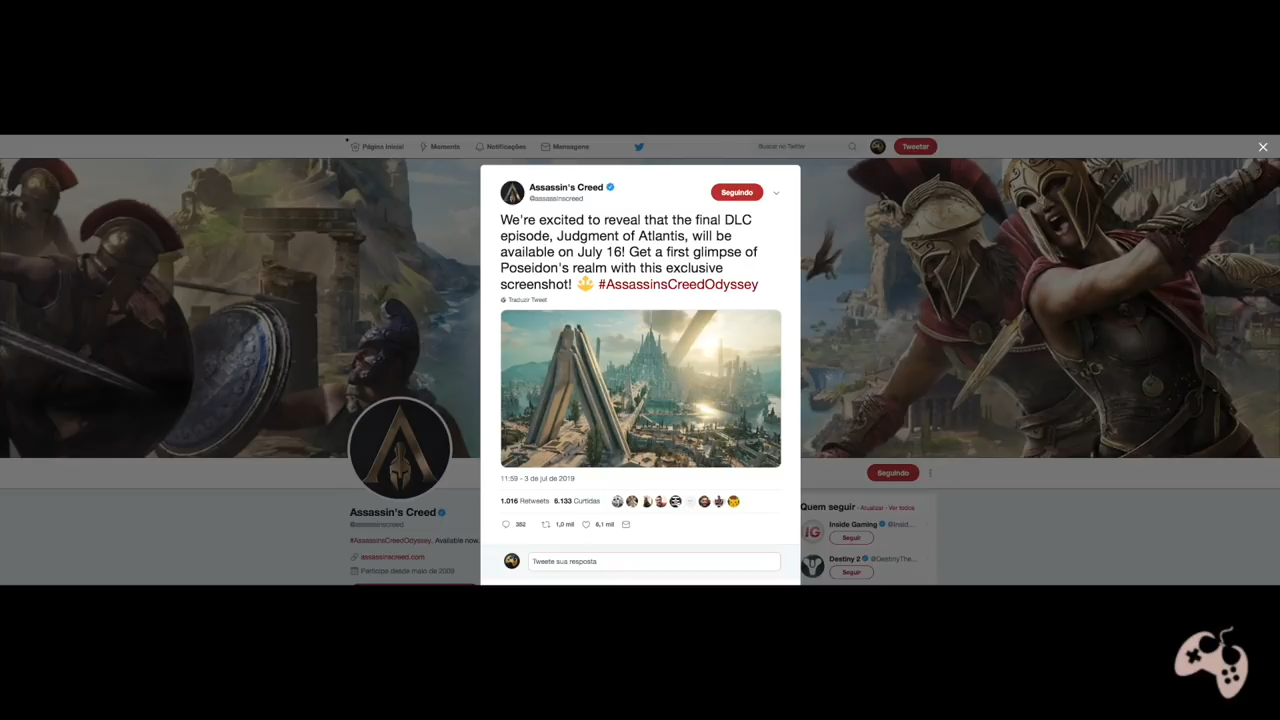 Página Inicial Moments Notificações Mensagens Buscar no Twitter Tweetar
Assassin's Creed
@assassinscreed
Seguindo
We're excited to reveal that the final DLC
episode, Judgment of Atlantis, will be
available on July 16! Get a first glimpse of
Poseidon's realm with this exclusive
screenshot! 🔱 #AssassinsCreedOdyssey
Traduzir Tweet
11:59 - 3 de jul de 2019
1.016 Retweets 6.133 Curtidas
382 1,0 mil 6,1 mil
Tweete sua resposta
Assassin's Creed
@assassinscreed
#AssassinsCreedOdyssey. Available now.
assassinscreed.com
Participa desde maio de 2009
Seguindo
Quem seguir · Atualizar · Ver todos
IG
Inside Gaming @Insid...
Seguir
Destiny 2 @DestinyThe...
Seguir